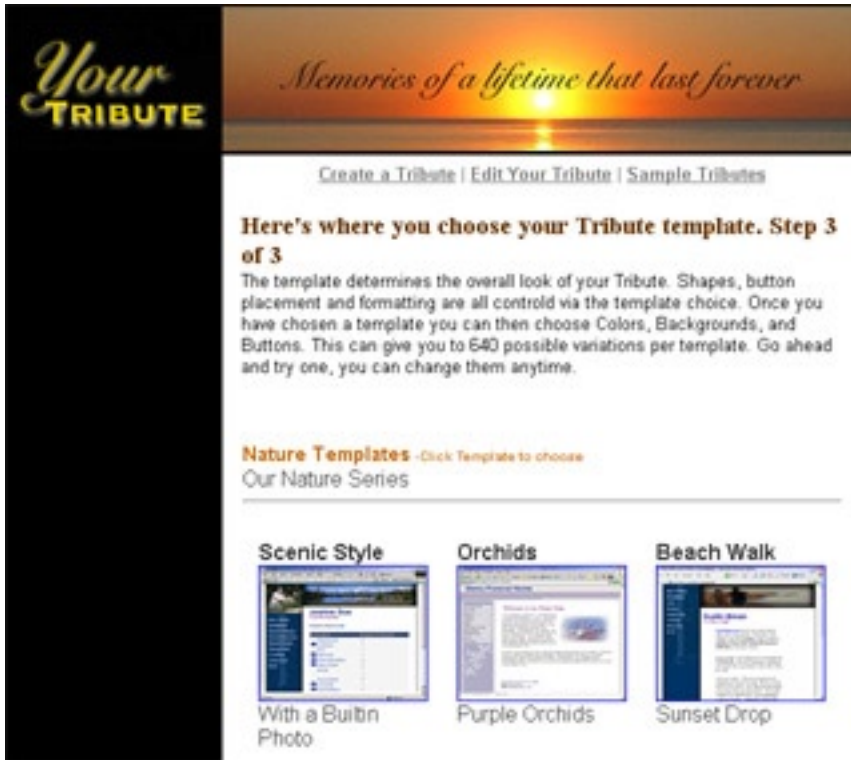 Your
TRIBUTE
Memories of a lifetime that last forever
Create a Tribute | Edit Your Tribute | Sample Tributes
Here's where you choose your Tribute template. Step 3
of 3
The template determines the overall look of your Tribute. Shapes, button
placement and formatting are all controld via the template choice. Once you
have chosen a template you can then choose Colors, Backgrounds, and
Buttons. This can give you to 640 possible variations per template. Go ahead
and try one, you can change them anytime.
Nature Templates -Click Template to choose
Our Nature Series
Scenic Style
Orchids
Beach Walk
With a Builtin
Photo
Purple Orchids
Sunset Drop